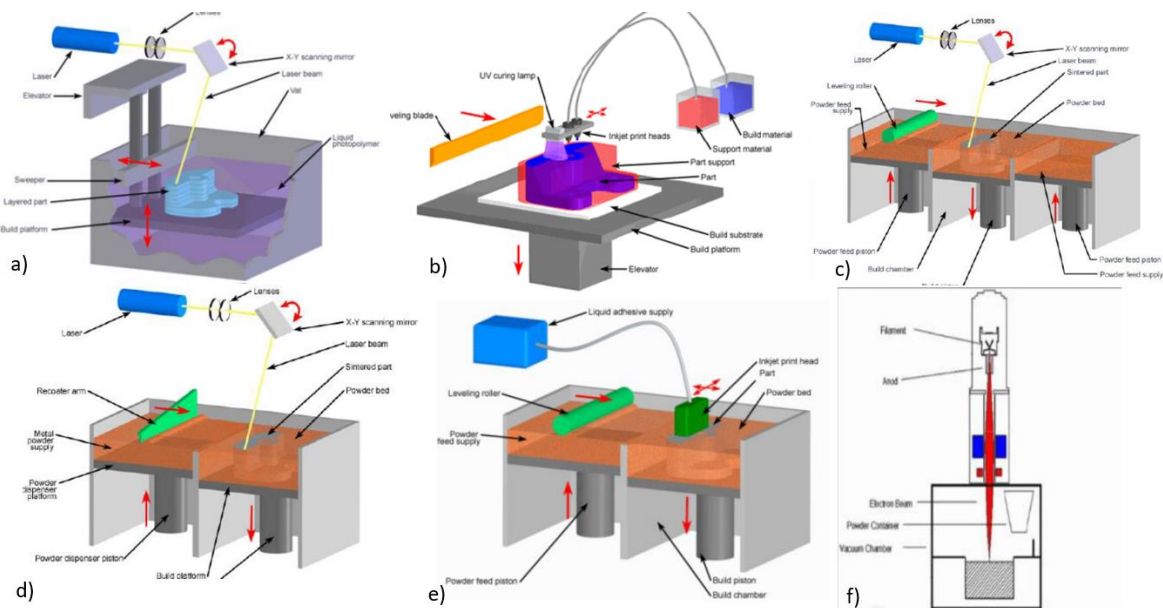 Laser
X-Y scanning mirror
Elevator
Laser beam
Vat
Liquid
photopolymer
Sweeper
Layered part
Build platform
a)
UV curing lamp
veling blade
Inkjet print heads
Build material
Support material
Part support
Part
Build substrate
Build platform
Elevator
b)
Lenses
Laser
X-Y scanning mirror
Laser beam
Sintered part
Leveling roller
Powder feed
supply
Powder bed
Powder feed piston
Build chamber
Powder feed piston
Powder feed supply
c)
Lenses
Laser
X-Y scanning mirror
Laser beam
Sintered part
Recoater arm
Powder bed
Metal
powder
supply
Powder
dispenser
platform
Powder dispenser piston
Build platform
d)
Liquid adhesive supply
Inkjet print head
Part
Leveling roller
Powder bed
Powder
feed supply
Powder feed piston
Build piston
Build chamber
e)
Filament
Anod
Electron Beam
Powder Container
Vacuum Chamber
f)